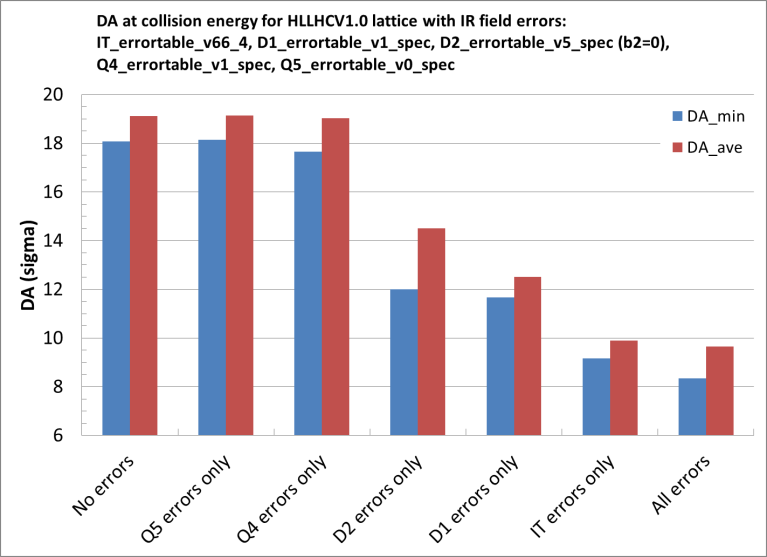 DA at collision energy for HLLHCV1.0 lattice with IR field errors:
IT_errortable_v66_4, D1_errortable_v1_spec, D2_errortable_v5_spec (b2=0),
Q4_errortable_v1_spec, Q5_errortable_v0_spec
20
18
16
14
12
10
8
6
DA (sigma)
DA_min
DA_ave
No errors
Q5 errors only
Q4 errors only
D2 errors only
D1 errors only
IT errors only
All errors